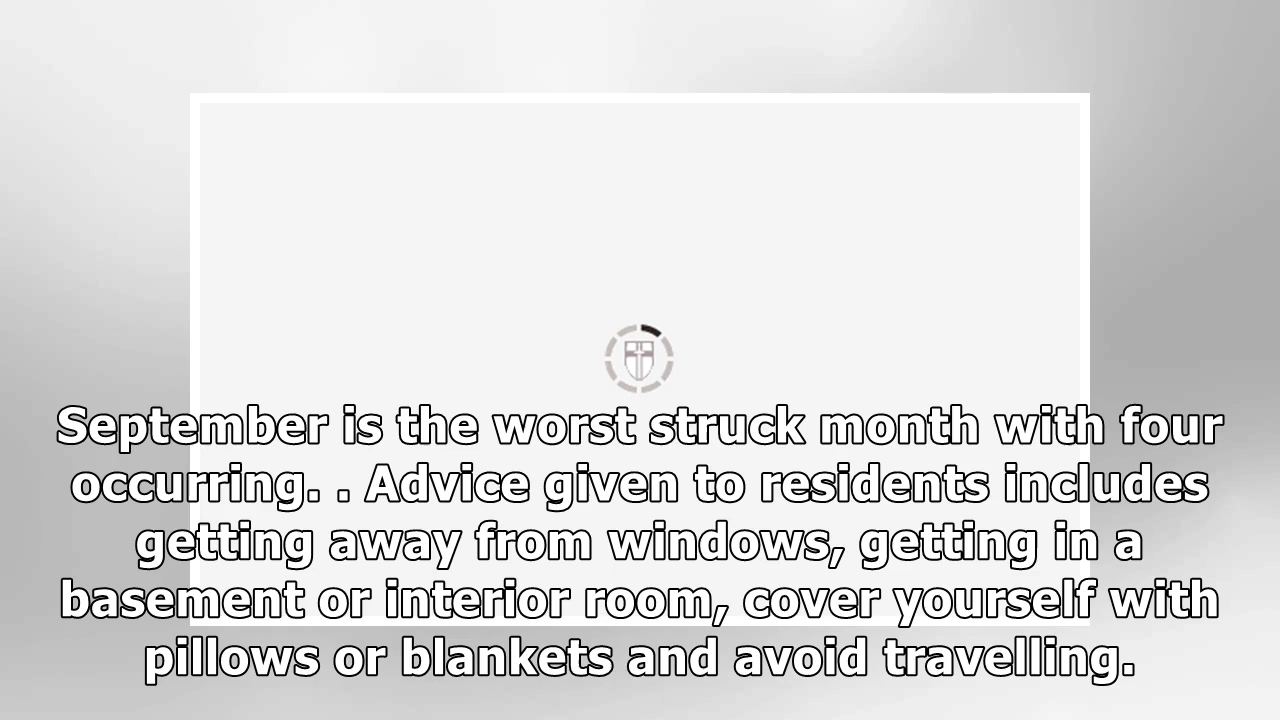 September is the worst struck month with four
occurring. . Advice given to residents includes
getting away from windows, getting in a
basement or interior room, cover yourself with
pillows or blankets and avoid travelling.